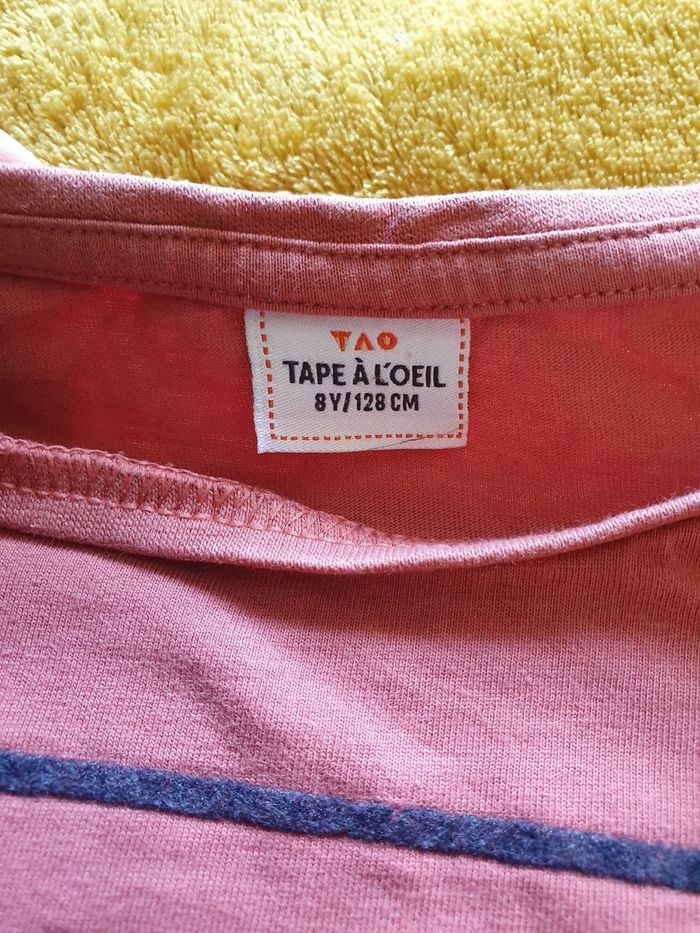 TAO
TAPE À L'OEIL
8Y/128 CM